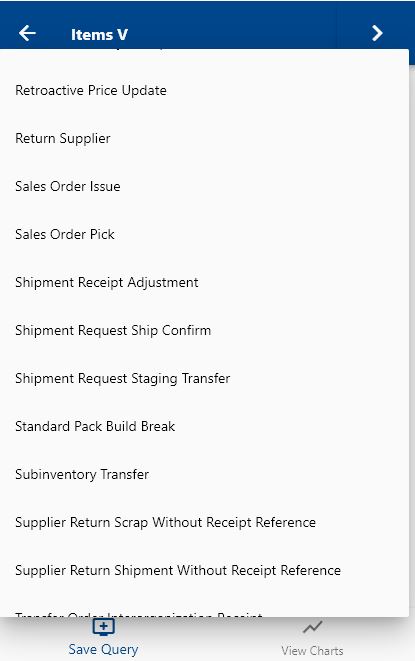 Items V
Retroactive Price Update
Return Supplier
Sales Order Issue
Sales Order Pick
Shipment Receipt Adjustment
Shipment Request Ship Confirm
Shipment Request Staging Transfer
Standard Pack Build Break
Subinventory Transfer
Supplier Return Scrap Without Receipt Reference
Supplier Return Shipment Without Receipt Reference
Transfer Order Interorganization Receipt
Save Query
View Charts